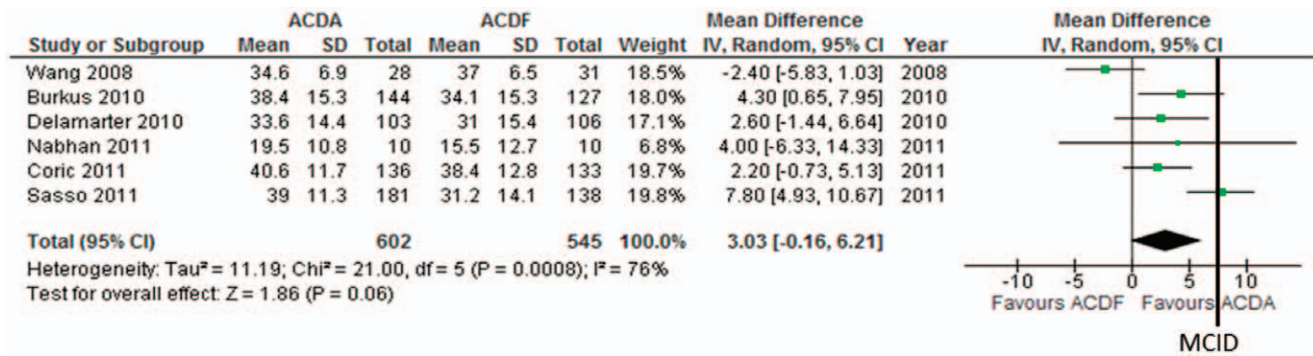 ACDA ACDF Mean Difference Mean Difference
Study or Subgroup Mean SD Total Mean SD Total Weight IV, Random, 95% CI Year IV, Random, 95% CI
Wang 2008 34.6 6.9 28 37 6.5 31 18.5% -2.40 [-5.83, 1.03] 2008
Burkus 2010 38.4 15.3 144 34.1 15.3 127 18.0% 4.30 [0.65, 7.95] 2010
Delamarter 2010 33.6 14.4 103 31 15.4 106 17.1% 2.60 [-1.44, 6.64] 2010
Nabhan 2011 19.5 10.8 10 15.5 12.7 10 6.8% 4.00 [-6.33, 14.33] 2011
Coric 2011 40.6 11.7 136 38.4 12.8 133 19.7% 2.20 [-0.73, 5.13] 2011
Sasso 2011 39 11.3 181 31.2 14.1 138 19.8% 7.80 [4.93, 10.67] 2011
Total (95% CI) 602 545 100.0% 3.03 [-0.16, 6.21]
Heterogeneity: Tau² = 11.19; Chi² = 21.00, df = 5 (P = 0.0008); I² = 76%
Test for overall effect: Z = 1.86 (P = 0.06)
-10 -5 0 5 10
Favours ACDF Favours ACDA
MCID